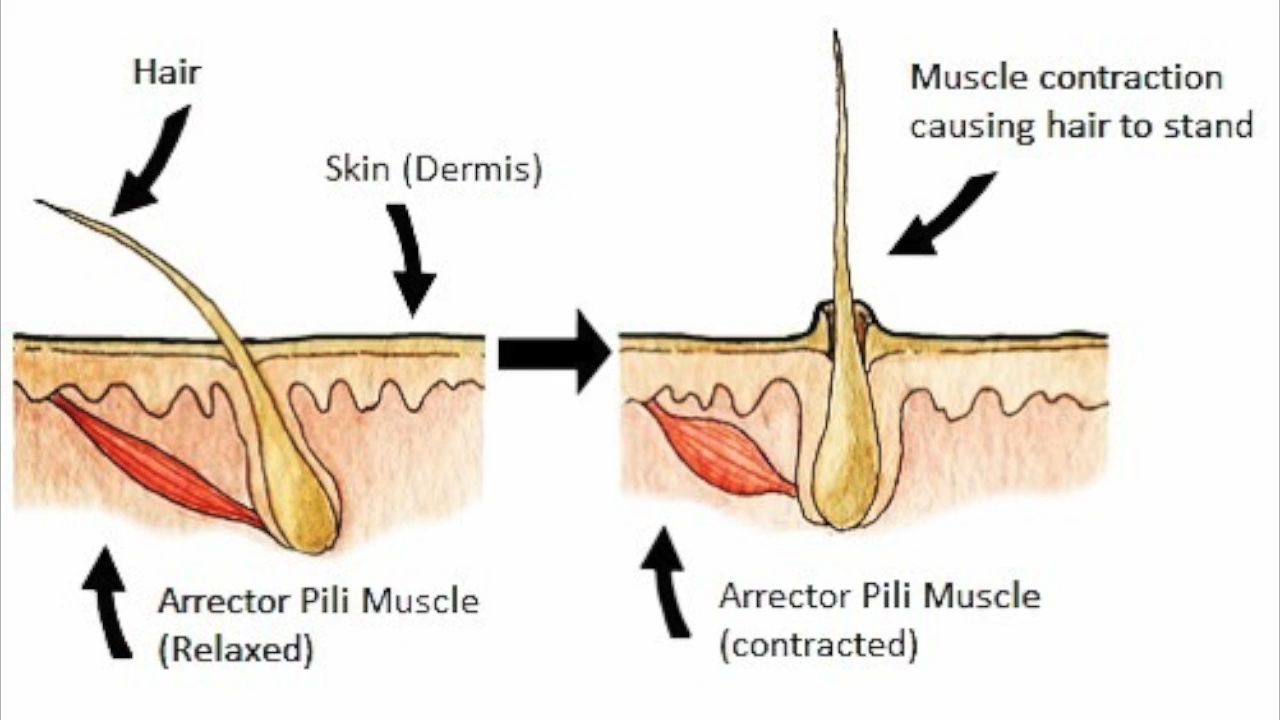 Hair
Skin (Dermis)
Muscle contraction
causing hair to stand
Arrector Pili Muscle
(Relaxed)
Arrector Pili Muscle
(contracted)